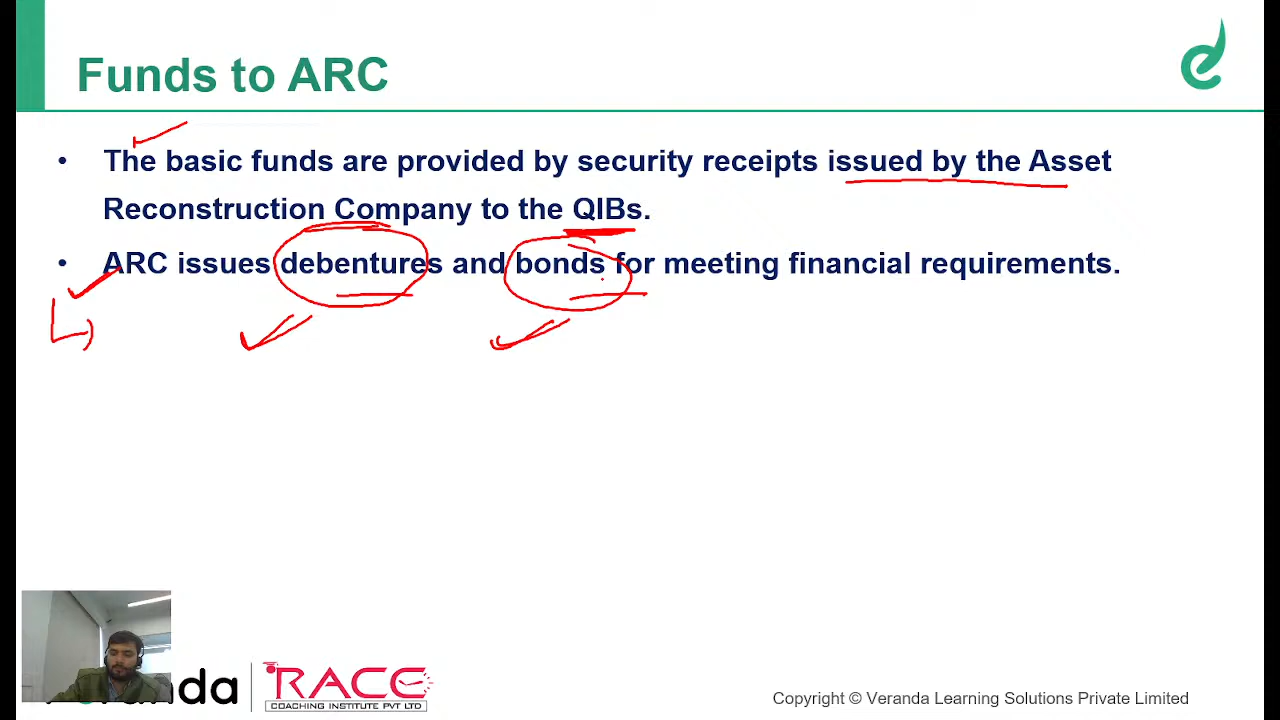 Funds to ARC
• The basic funds are provided by security receipts issued by the Asset
Reconstruction Company to the QIBs.
• ARC issues debentures and bonds for meeting financial requirements.
RACE
COACHING INSTITUTE PVT LTD
Copyright © Veranda Learning Solutions Private Limited